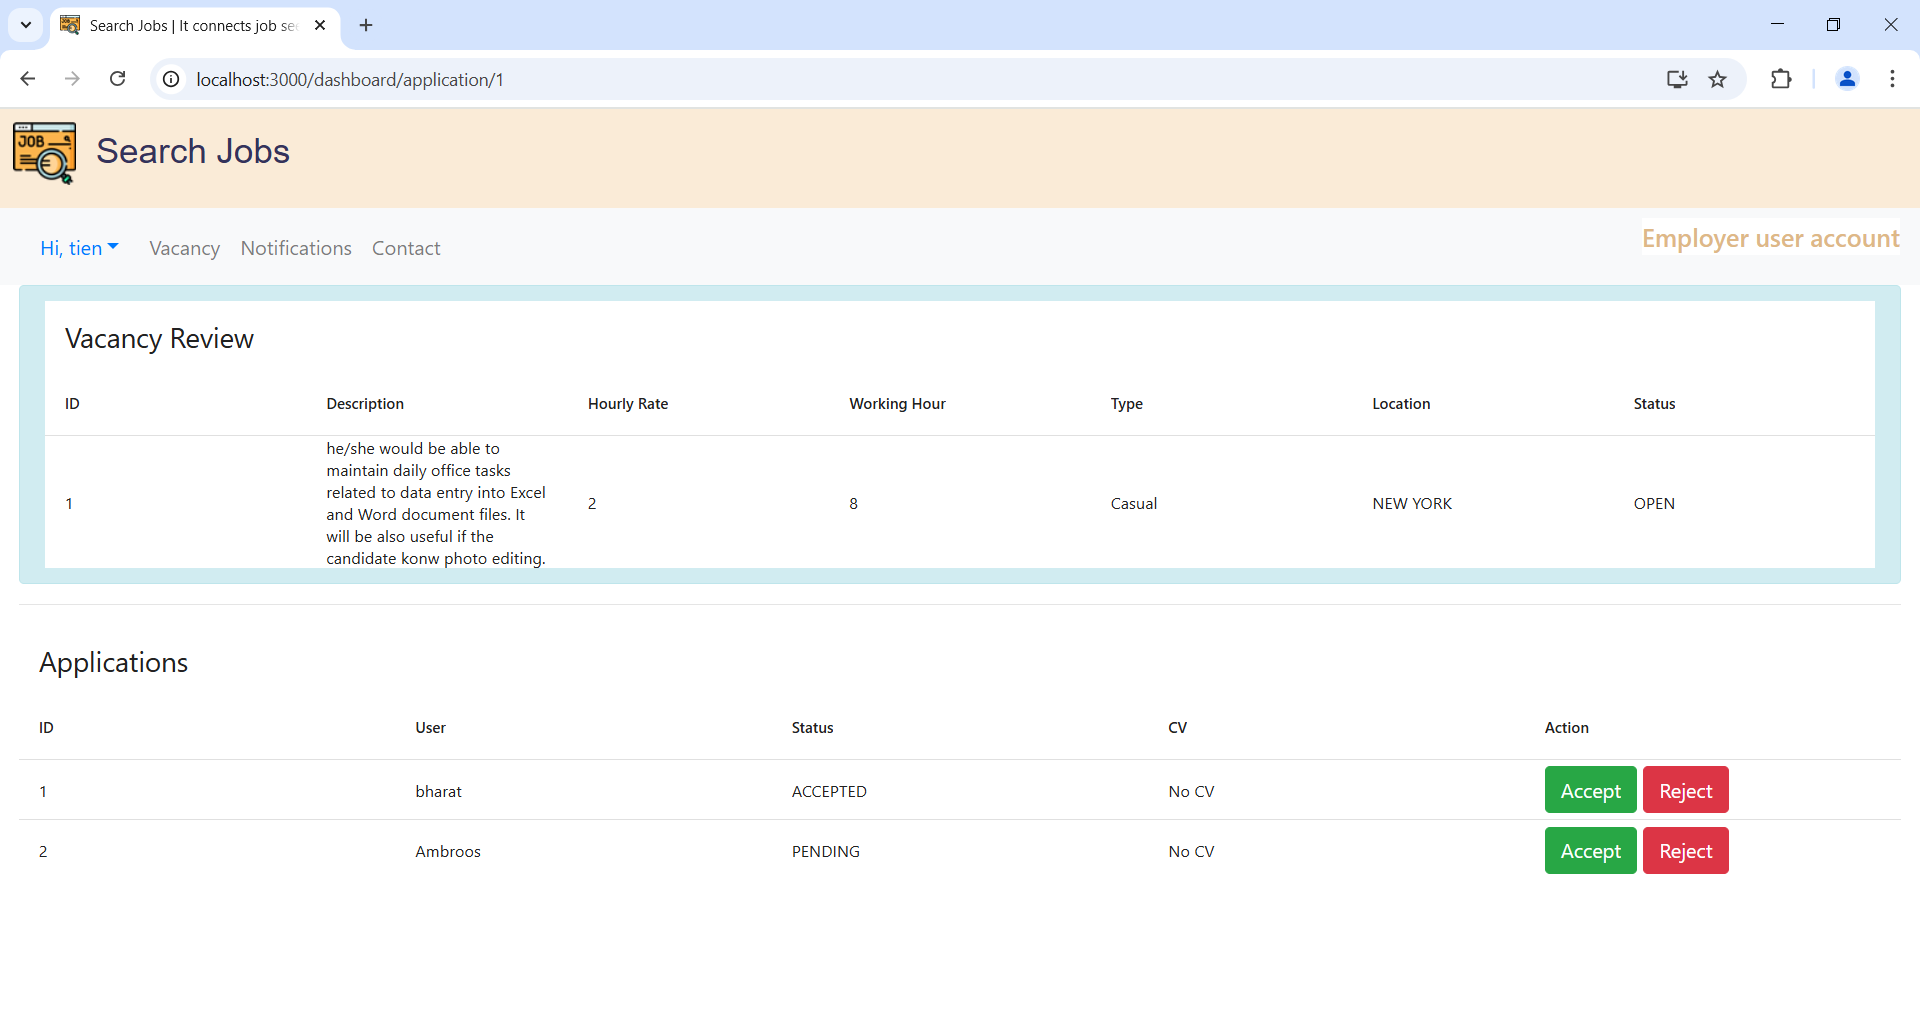 Search Jobs | It connects job se
localhost:3000/dashboard/application/1
JOB
Search Jobs
Hi, tien
Vacancy
Notifications
Contact
Employer user account
Vacancy Review
ID Description Hourly Rate Working Hour Type Location Status
he/she would be able to
maintain daily office tasks
related to data entry into Excel
1 and Word document files. It 2 8 Casual NEW YORK OPEN
will be also useful if the
candidate konw photo editing.
Applications
ID User Status CV Action
1 bharat ACCEPTED No CV Accept Reject
2 Ambroos PENDING No CV Accept Reject